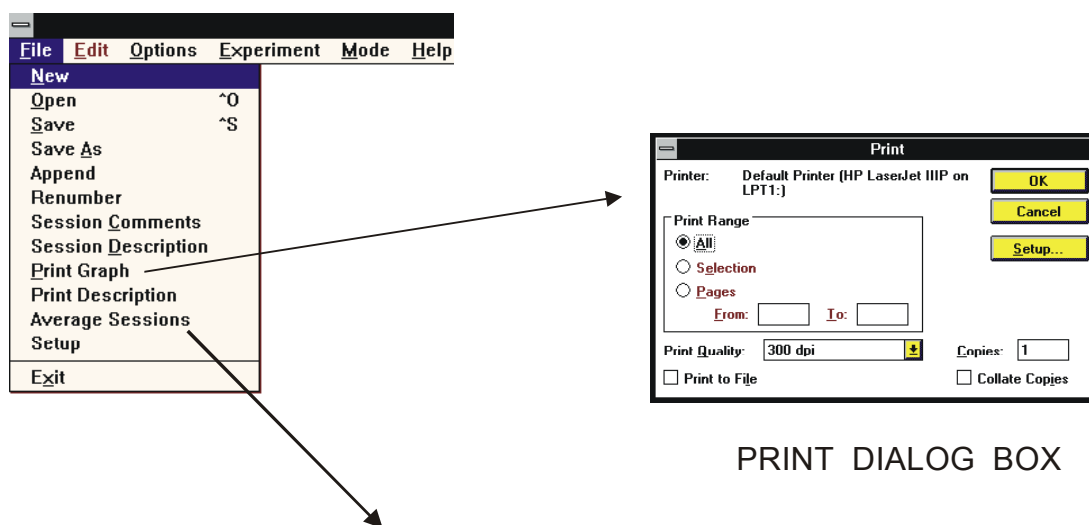 File Edit Options Experiment Mode Help
New
Open ^O
Save ^S
Save As
Append
Renumber
Session Comments
Session Description
Print Graph
Print Description
Average Sessions
Setup
Exit
Print
Printer: Default Printer (HP LaserJet IIIP on
LPT1:)
OK
Cancel
Setup...
Print Range
All
Selection
Pages
From: To:
Print Quality: 300 dpi Copies: 1
Print to File Collate Copies
PRINT DIALOG BOX